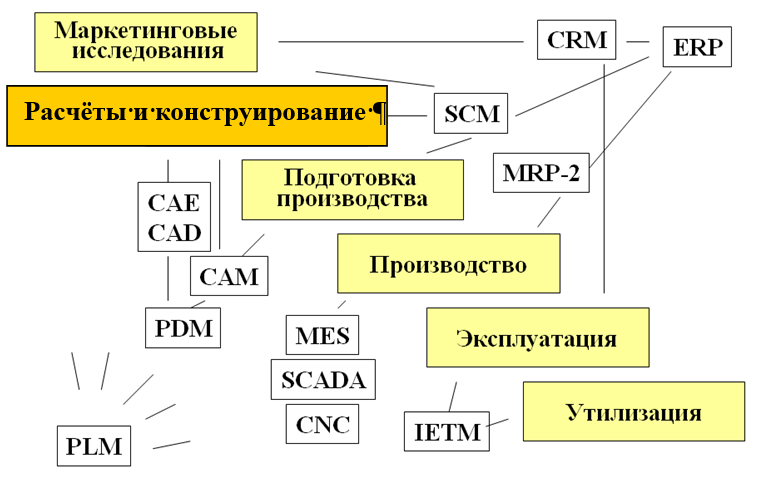 Маркетинговые
исследования
CRM
ERP
Расчёты·и·конструирование·¶
SCM
Подготовка
производства
MRP-2
CAE
CAD
CAM
Производство
PDM
MES
SCADA
CNC
Эксплуатация
Утилизация
IETM
PLM